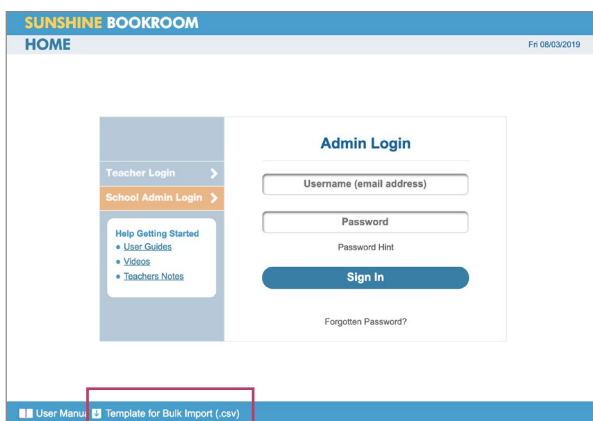 SUNSHINE BOOKROOM
HOME
Fri 08/03/2019
Admin Login
Teacher Login
School Admin Login
Username (email address)
Password
Help Getting Started
User Guides
Videos
Teachers Notes
Password Hint
Sign In
Forgotten Password?
User Manua Template for Bulk Import (.csv)